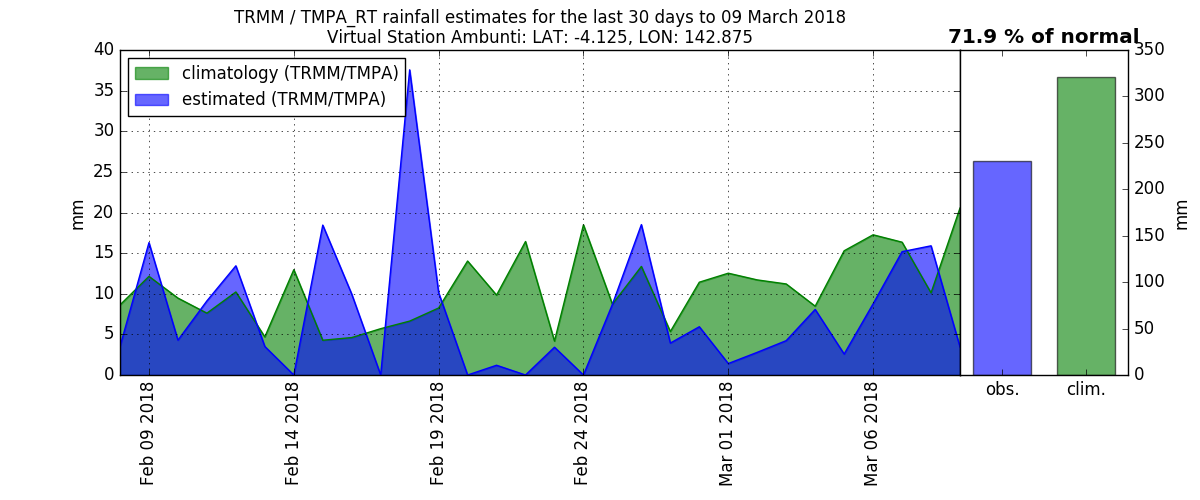 TRMM / TMPA_RT rainfall estimates for the last 30 days to 09 March 2018
Virtual Station Ambunti: LAT: -4.125, LON: 142.875
71.9 % of normal
climatology (TRMM/TMPA)
estimated (TRMM/TMPA)
40
35
30
25
20
15
10
5
0
mm
Feb 09 2018
Feb 14 2018
Feb 19 2018
Feb 24 2018
Mar 01 2018
Mar 06 2018
obs.
clim.
350
300
250
200
150
100
50
0
mm